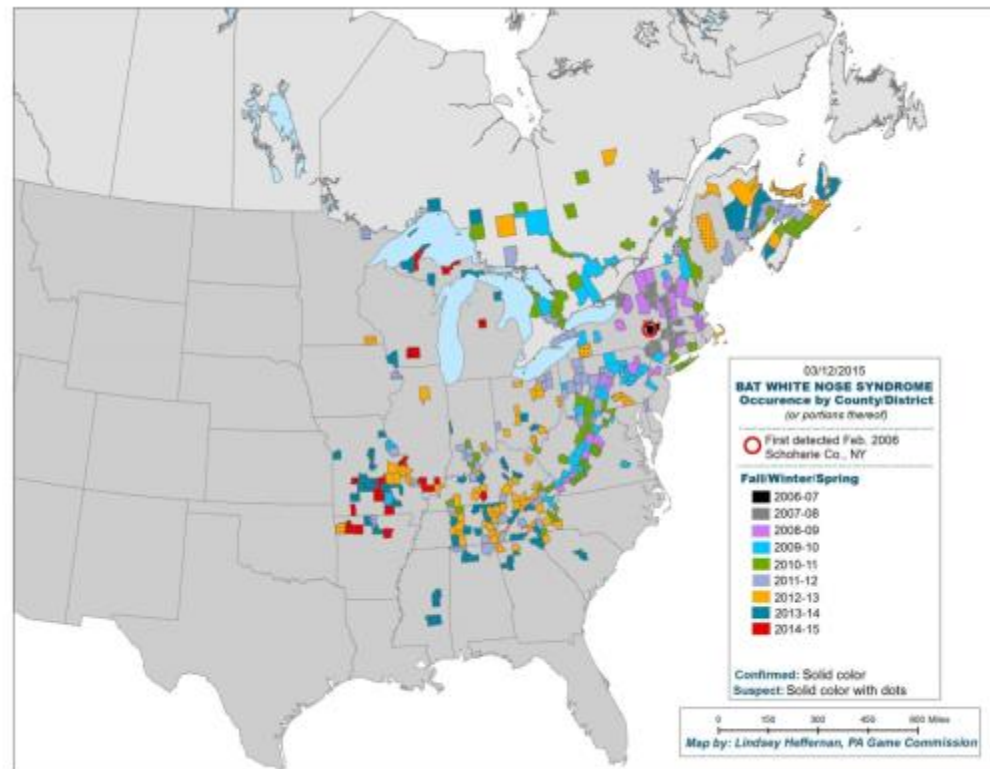 03/12/2015
BAT WHITE NOSE SYNDROME
Occurence by County/District
(or portions thereof)
First detected Feb. 2006
Schoharie Co., NY
Fall/Winter/Spring
2006-07
2007-08
2008-09
2009-10
2010-11
2011-12
2012-13
2013-14
2014-15
Confirmed: Solid color
Suspect: Solid color with dots
0 150 300 450 600 Miles
Map by: Lindsey Heffernan, PA Game Commission